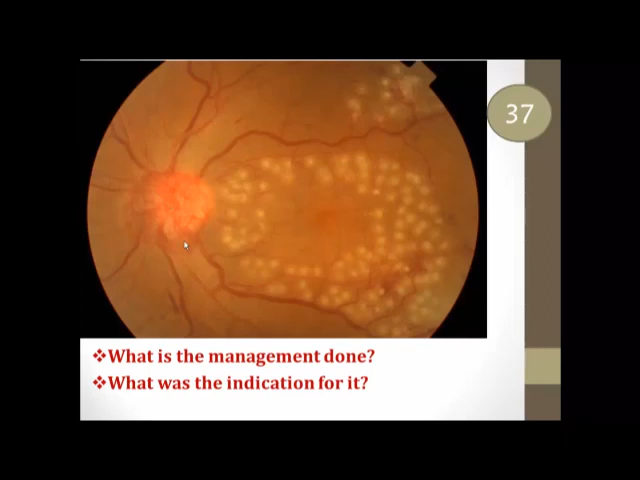 37
❖What is the management done?
❖What was the indication for it?